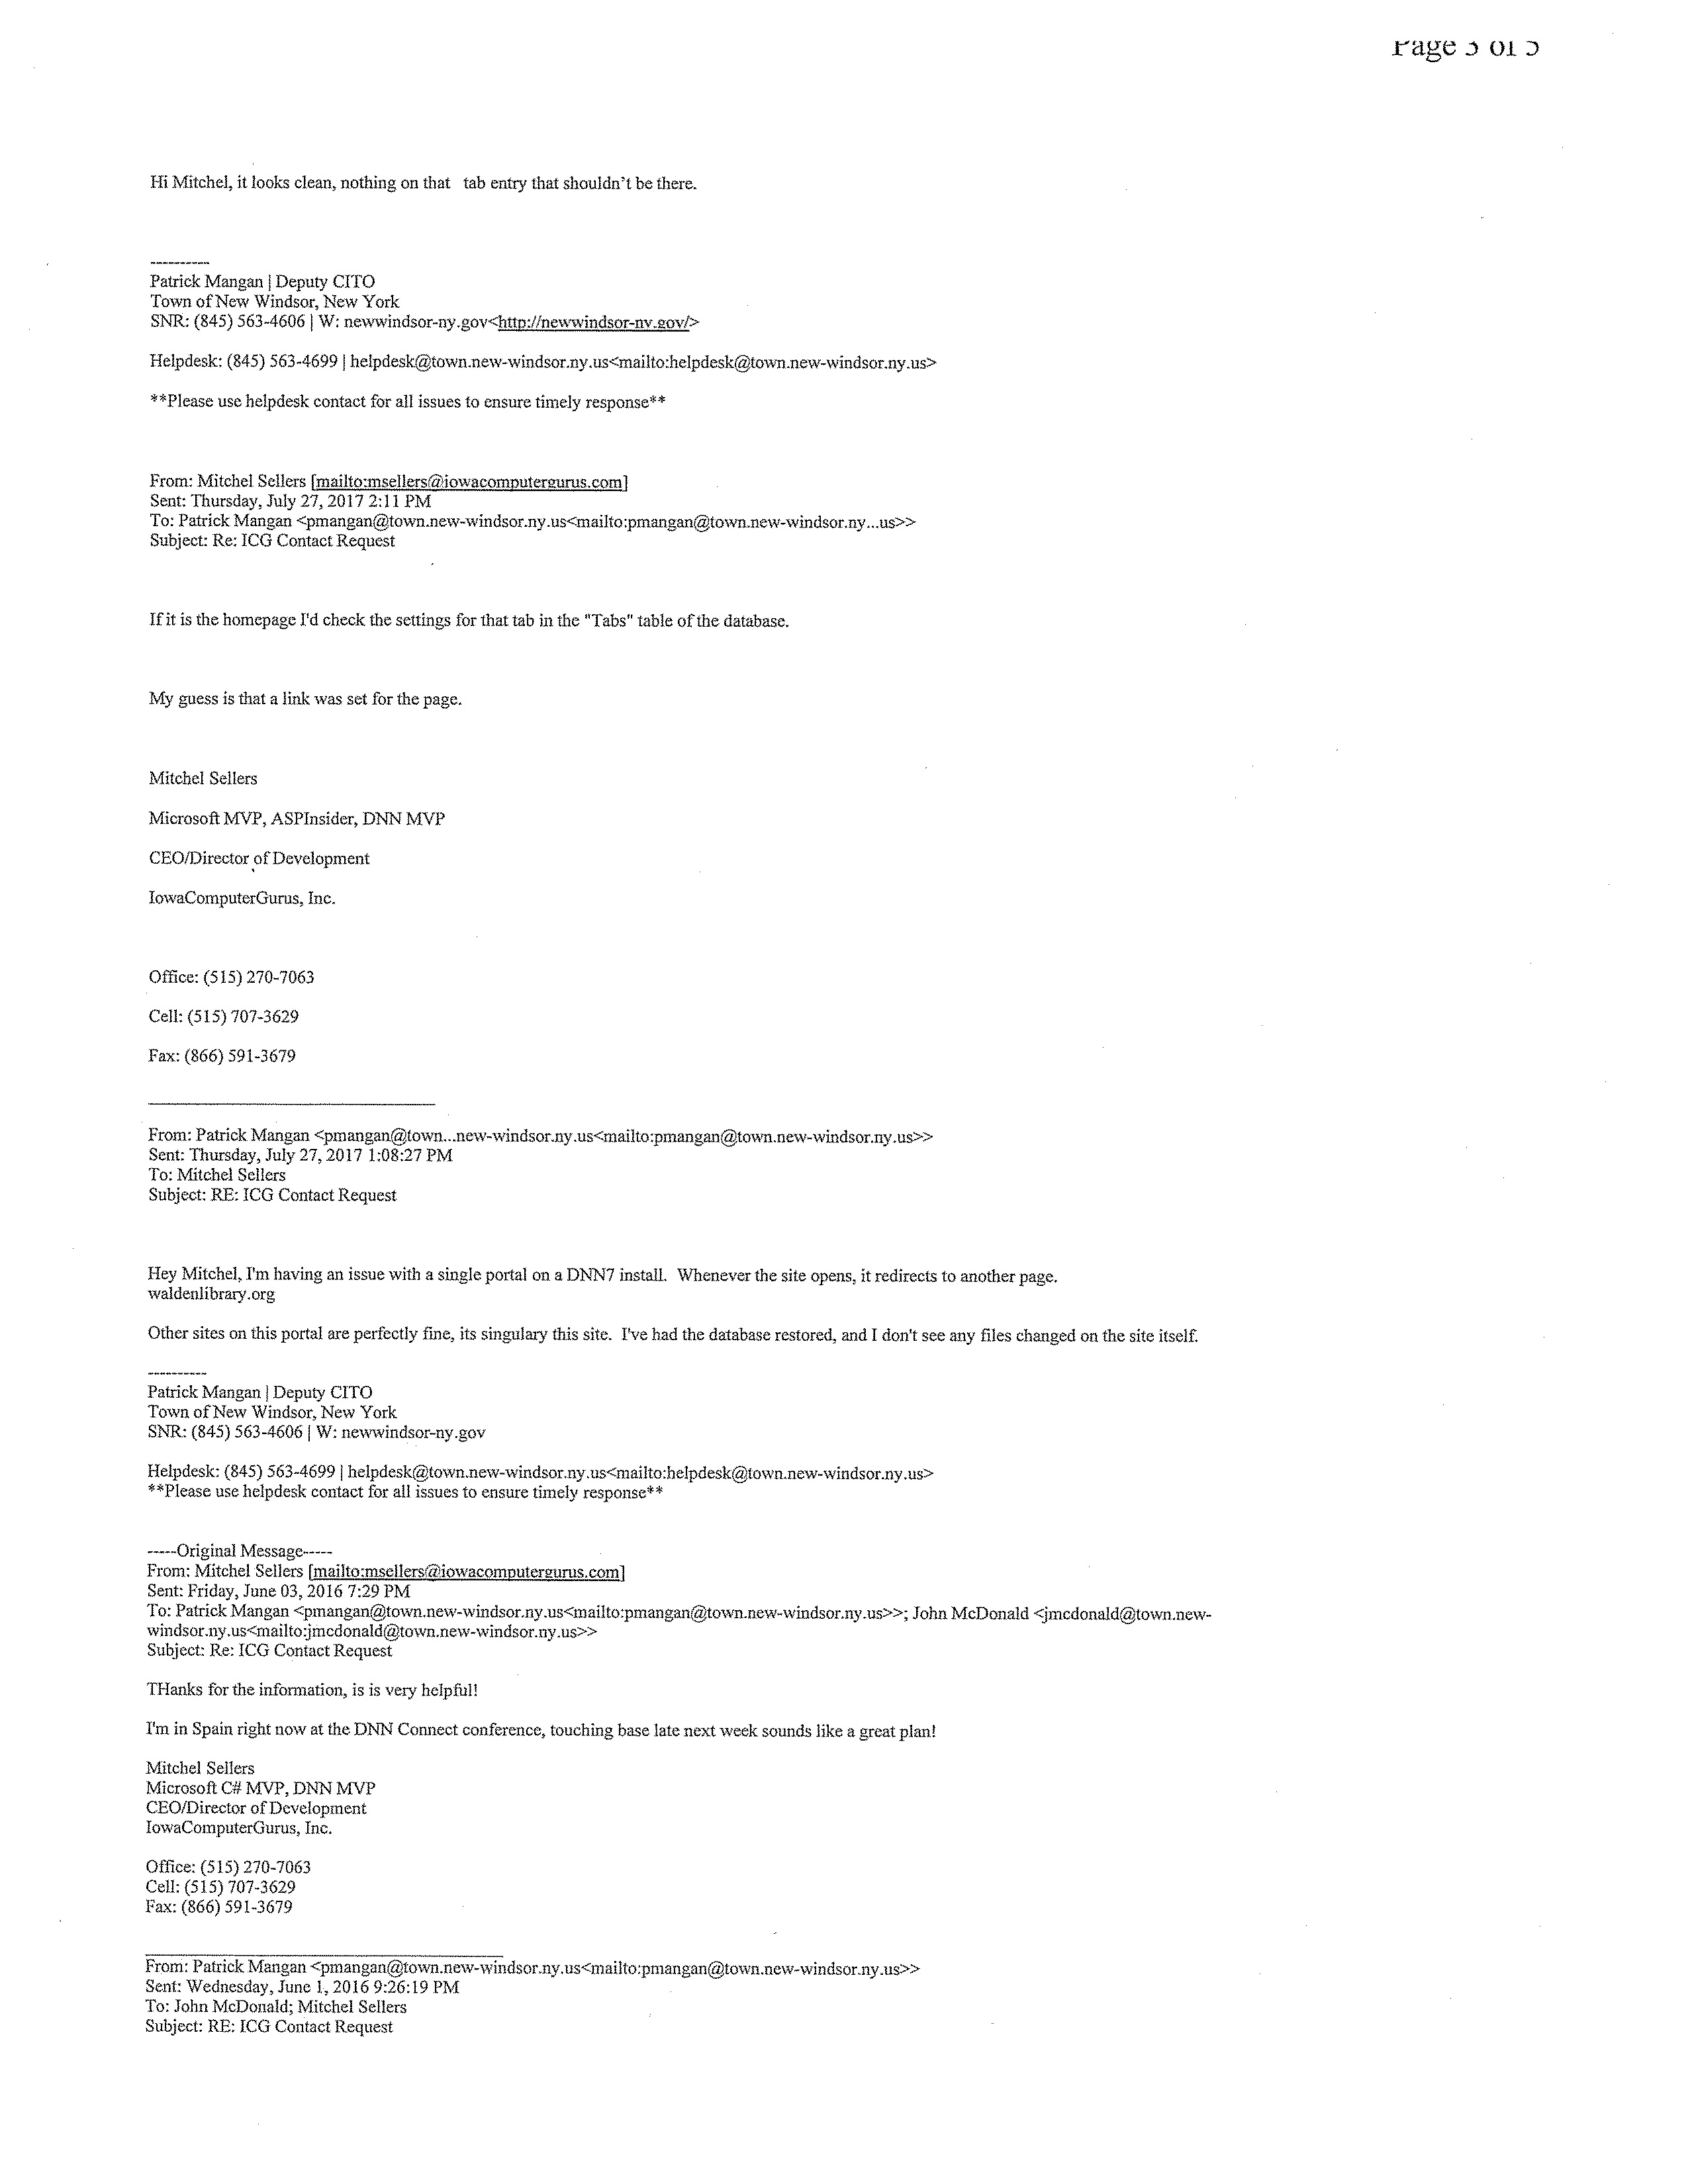 Page 3 of 5
Hi Mitchel, it looks clean, nothing on that tab entry that shouldn't be there.
----------
Patrick Mangan | Deputy CITO
Town of New Windsor, New York
SNR: (845) 563-4606 | W: newwindsor-ny.gov<http://newwindsor-ny.gov/>
Helpdesk: (845) 563-4699 | helpdesk@town.new-windsor.ny.us<mailto:helpdesk@town.new-windsor.ny.us>
**Please use helpdesk contact for all issues to ensure timely response**
From: Mitchel Sellers [mailto:msellers@iowacomputergurus.com]
Sent: Thursday, July 27, 2017 2:11 PM
To: Patrick Mangan <pmangan@town.new-windsor.ny.us<mailto:pmangan@town.new-windsor.ny...us>>
Subject: Re: ICG Contact Request
If it is the homepage I'd check the settings for that tab in the "Tabs" table of the database.
My guess is that a link was set for the page.
Mitchel Sellers
Microsoft MVP, ASPInsider, DNN MVP
CEO/Director of Development
IowaComputerGurus, Inc.
Office: (515) 270-7063
Cell: (515) 707-3629
Fax: (866) 591-3679
From: Patrick Mangan <pmangan@town...new-windsor.ny.us<mailto:pmangan@town.new-windsor.ny.us>>
Sent: Thursday, July 27, 2017 1:08:27 PM
To: Mitchel Sellers
Subject: RE: ICG Contact Request
Hey Mitchel, I'm having an issue with a single portal on a DNN7 install.  Whenever the site opens, it redirects to another page.
waldenlibrary.org
Other sites on this portal are perfectly fine, its singulary this site.  I've had the database restored, and I don't see any files changed on the site itself.
----------
Patrick Mangan | Deputy CITO
Town of New Windsor, New York
SNR: (845) 563-4606 | W: newwindsor-ny.gov
Helpdesk: (845) 563-4699 | helpdesk@town.new-windsor.ny.us<mailto:helpdesk@town.new-windsor.ny.us>
**Please use helpdesk contact for all issues to ensure timely response**
-----Original Message-----
From: Mitchel Sellers [mailto:msellers@iowacomputergurus.com]
Sent: Friday, June 03, 2016 7:29 PM
To: Patrick Mangan <pmangan@town.new-windsor.ny.us<mailto:pmangan@town.new-windsor.ny.us>>; John McDonald <jmcdonald@town.new-
windsor.ny.us<mailto:jmcdonald@town.new-windsor.ny.us>>
Subject: Re: ICG Contact Request
THanks for the information, is is very helpful!
I'm in Spain right now at the DNN Connect conference, touching base late next week sounds like a great plan!
Mitchel Sellers
Microsoft C# MVP, DNN MVP
CEO/Director of Development
IowaComputerGurus, Inc.
Office: (515) 270-7063
Cell: (515) 707-3629
Fax: (866) 591-3679
From: Patrick Mangan <pmangan@town.new-windsor.ny.us<mailto:pmangan@town.new-windsor.ny.us>>
Sent: Wednesday, June 1, 2016 9:26:19 PM
To: John McDonald; Mitchel Sellers
Subject: RE: ICG Contact Request